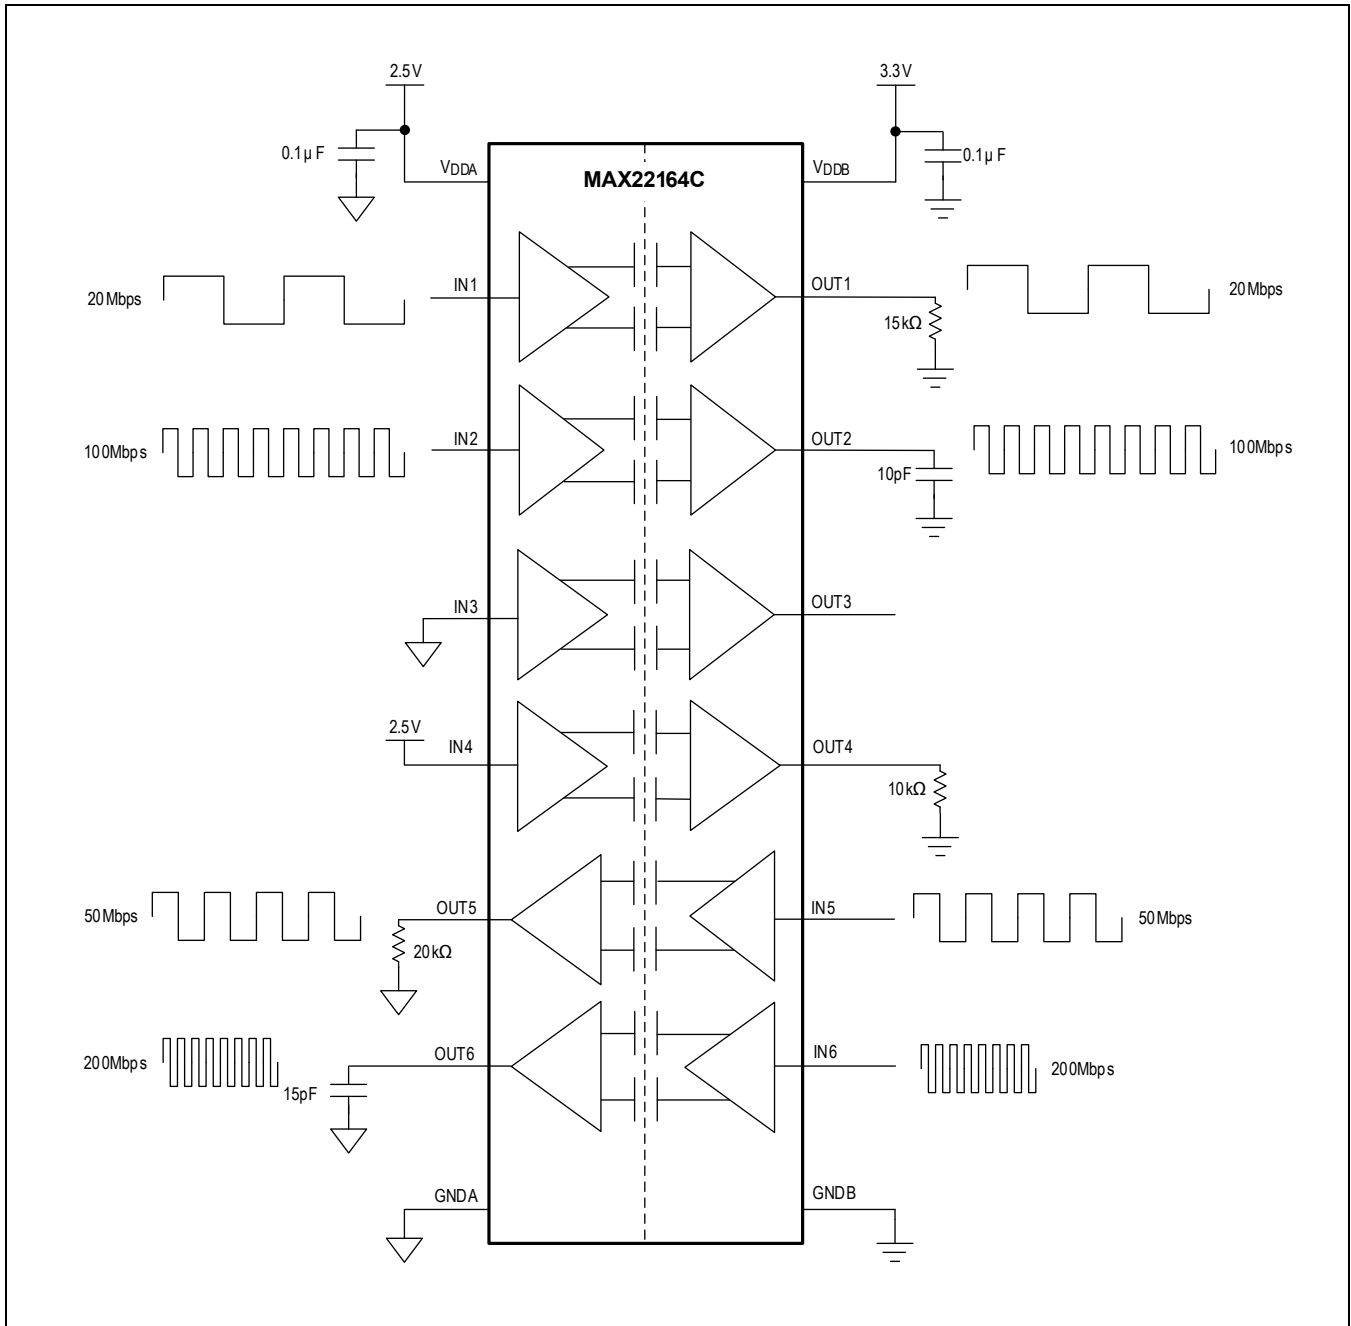 2.5V 3.3V
0.1µF VDDA MAX22164C VDDB 0.1µF
20Mbps IN1 OUT1 15kΩ 20Mbps
100Mbps IN2 OUT2 10pF 100Mbps
IN3 OUT3
2.5V IN4 OUT4 10kΩ
50Mbps OUT5 20kΩ IN5 50Mbps
200Mbps 15pF OUT6 IN6 200Mbps
GNDA GNDB